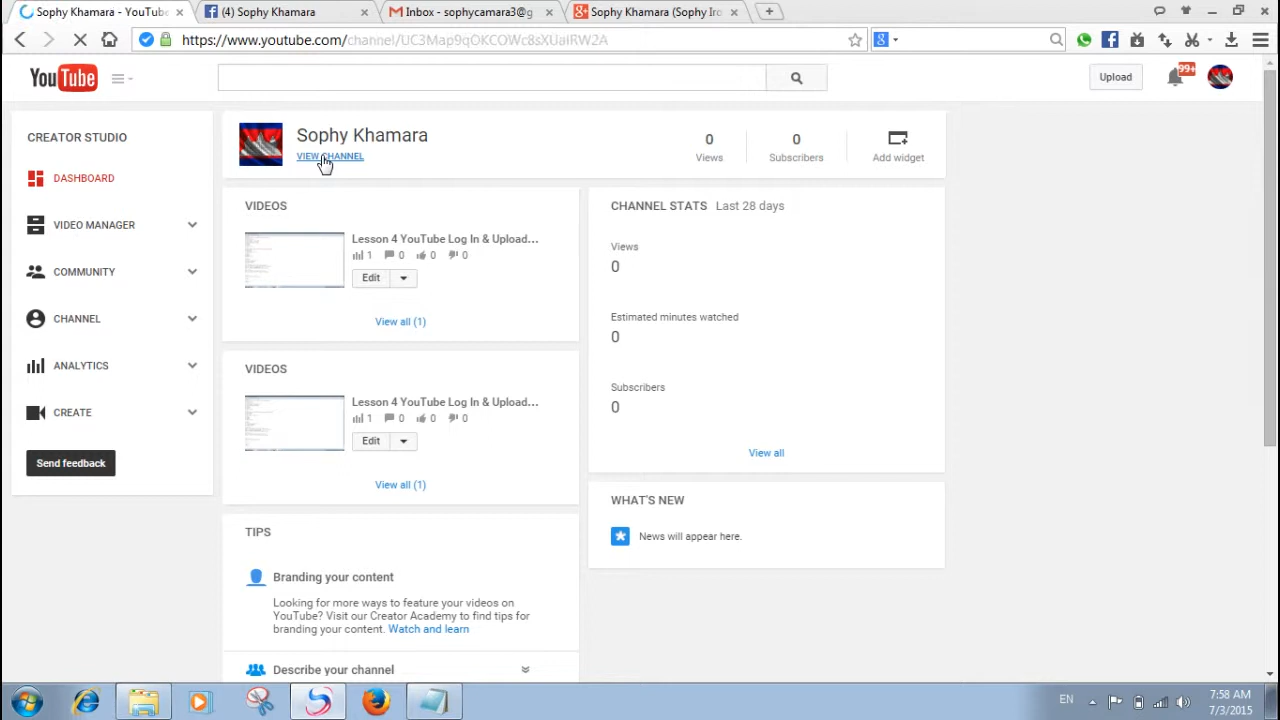 Sophy Khamara - YouTube
(4) Sophy Khamara
Inbox - sophycamara3@g
Sophy Khamara (Sophy Iro
https://www.youtube.com/channel/UC3Map9qOKCOWc8sXUaiRW2A
YouTube
Upload
99+
CREATOR STUDIO
DASHBOARD
VIDEO MANAGER
COMMUNITY
CHANNEL
ANALYTICS
CREATE
Send feedback
Sophy Khamara
VIEW CHANNEL
0
Views
0
Subscribers
Add widget
VIDEOS
Lesson 4 YouTube Log In & Upload...
1 0 0 0
Edit
View all (1)
VIDEOS
Lesson 4 YouTube Log In & Upload...
1 0 0 0
Edit
View all (1)
TIPS
Branding your content
Looking for more ways to feature your videos on
YouTube? Visit our Creator Academy to find tips for
branding your content. Watch and learn
Describe your channel
CHANNEL STATS Last 28 days
Views
0
Estimated minutes watched
0
Subscribers
0
View all
WHAT'S NEW
News will appear here.
EN
7:58 AM
7/3/2015